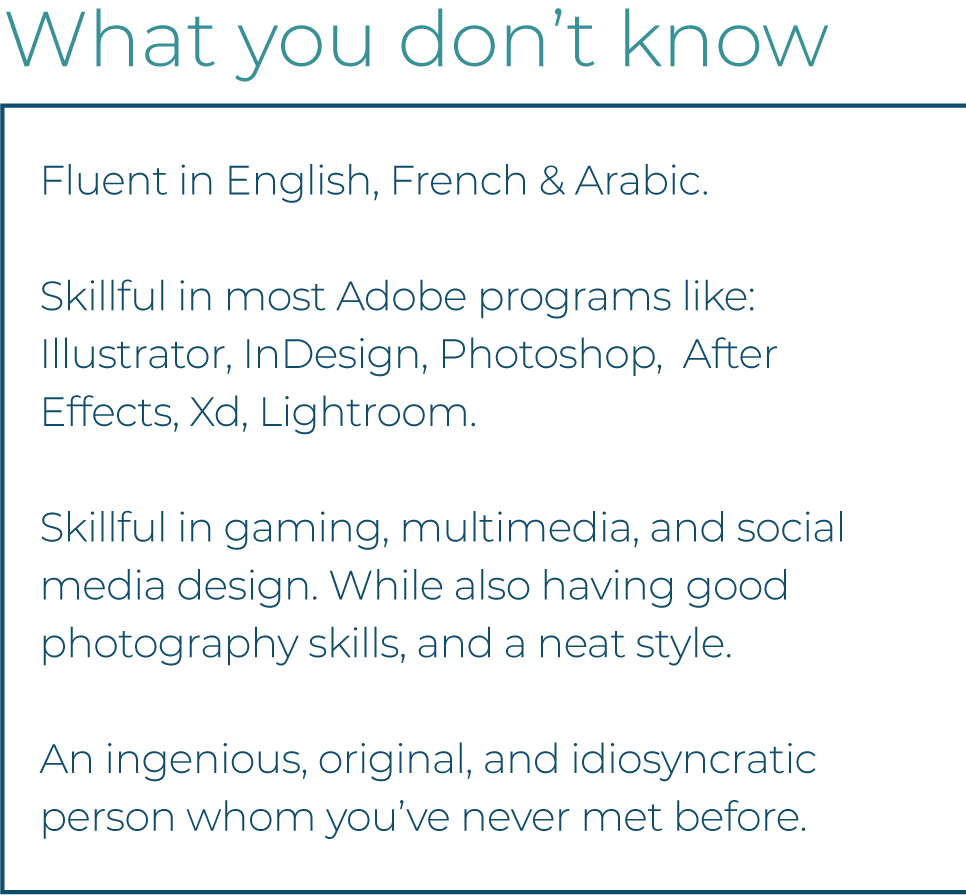 What you don’t know
Fluent in English, French & Arabic.
Skillful in most Adobe programs like:
Illustrator, InDesign, Photoshop,  After
Effects, Xd, Lightroom.
Skillful in gaming, multimedia, and social
media design. While also having good
photography skills, and a neat style.
An ingenious, original, and idiosyncratic
person whom you’ve never met before.